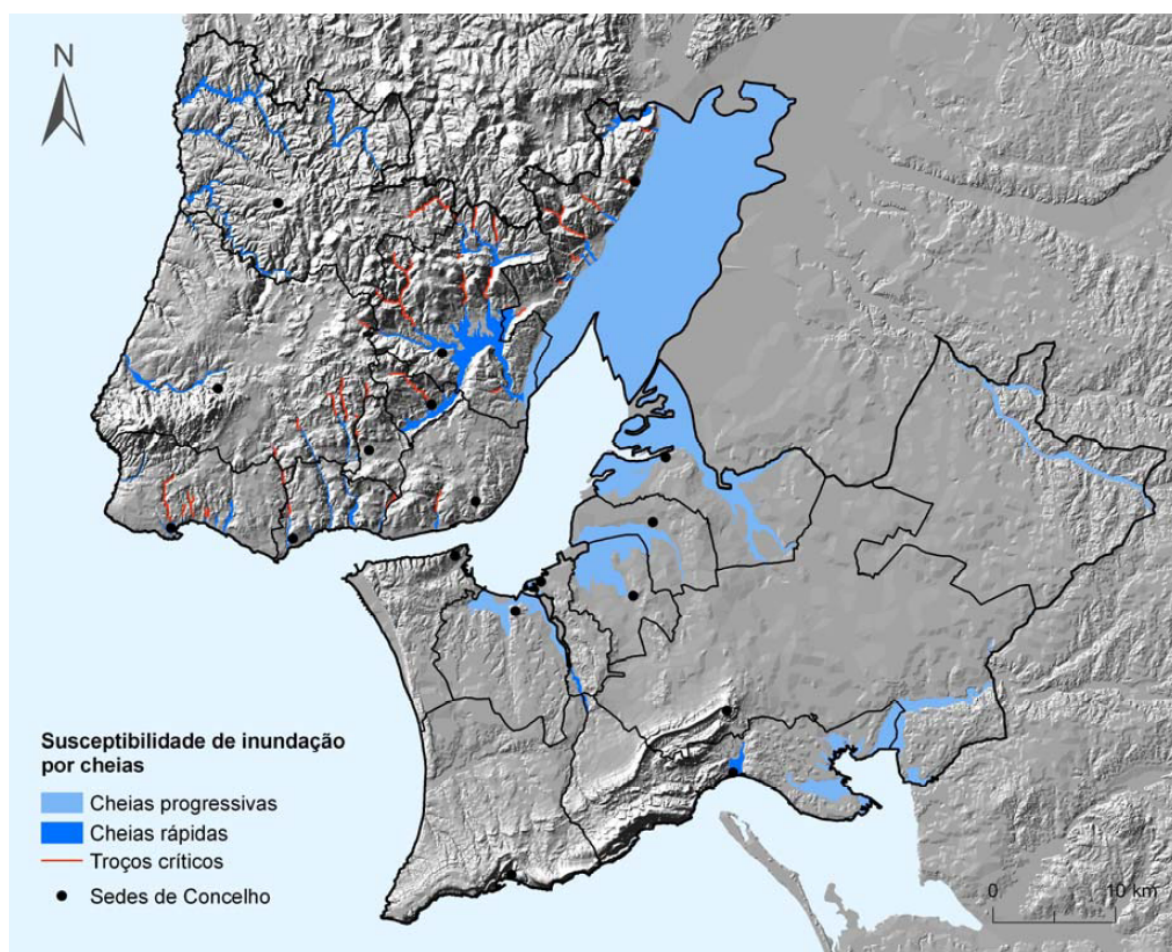 N
Susceptibilidade de inundação
por cheias
Cheias progressivas
Cheias rápidas
Troços críticos
Sedes de Concelho
0 10 km